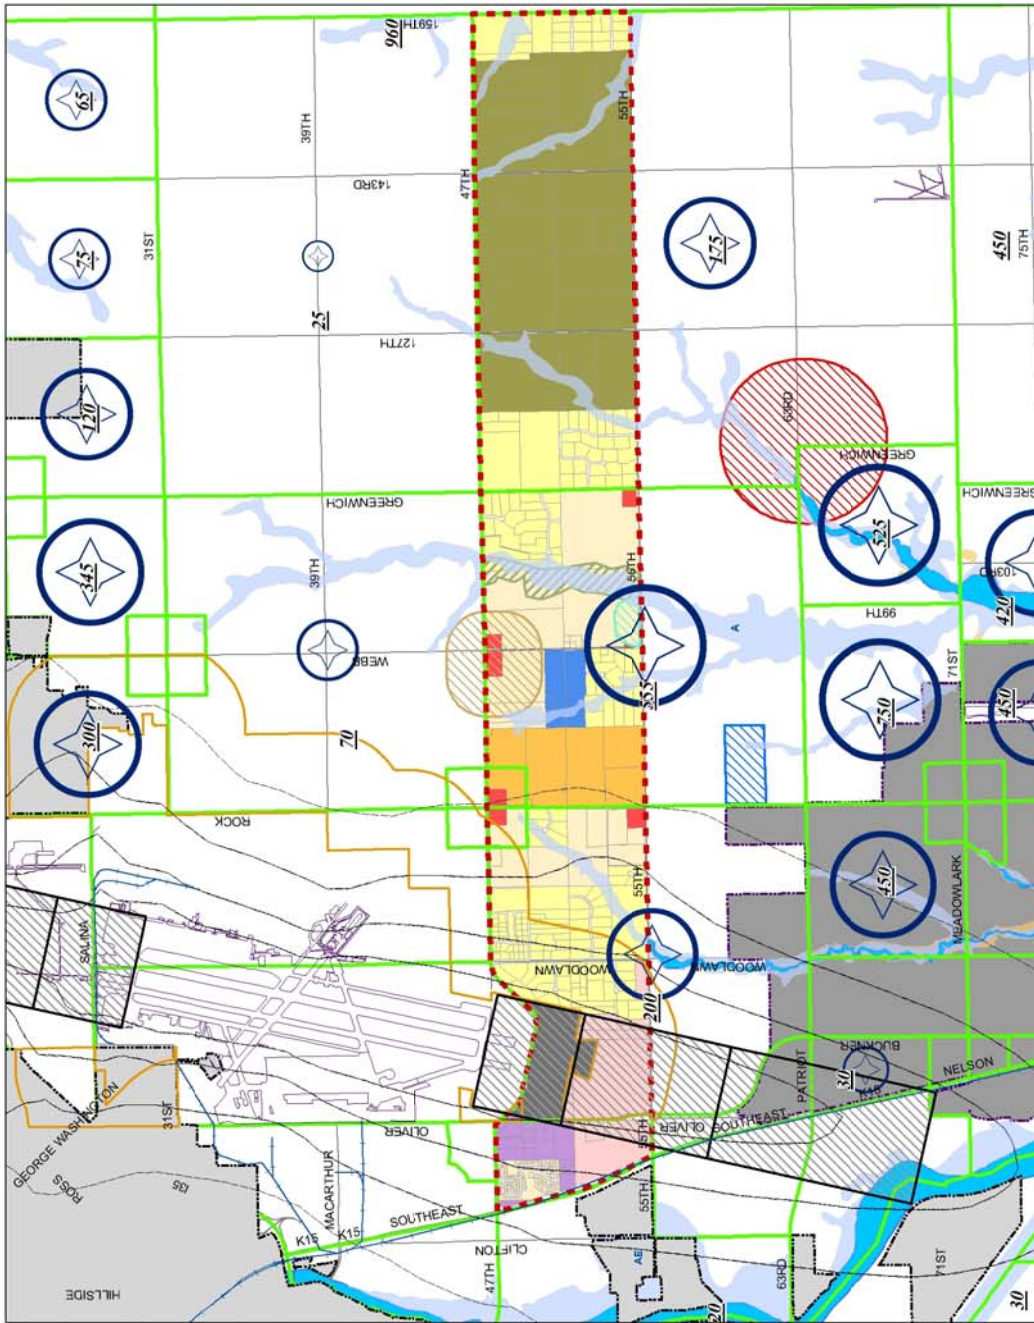 159TH
960
65
39TH
55TH
47TH
143RD
75
31ST
175
450
75TH
25
127TH
120
63RD
GREENWICH
GREENWICH
GREENWICH
345
39TH
56TH
525
103RD
420
99TH
A
WEBB
555
71ST
300
70
750
450
ROCK
55TH
450
MEADOWLARK
SALINA
WOODLAWN
WOODLAWN
200
BUCKNER
PATRIOT
30
K15
NELSON
GEORGE WASHINGTON
31ST
OLIVER
OLIVER
SOUTHEAST
55TH
ROSS
I35
MACARTHUR
SOUTHEAST
55TH
K15
K15
CLIFTON
47TH
AE
63RD
71ST
HILLSIDE
20
30